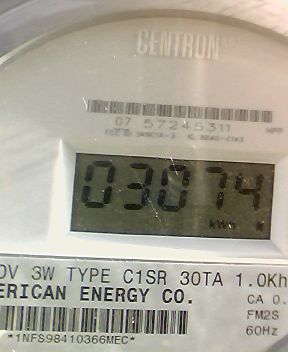 CENTRON®
07 57245311
03074
kWh
0V 3W TYPE C1SR 30TA 1.0Kh
ERICAN ENERGY CO.
CA 0.
FM2S
60Hz
*1NFS98410366MEC*